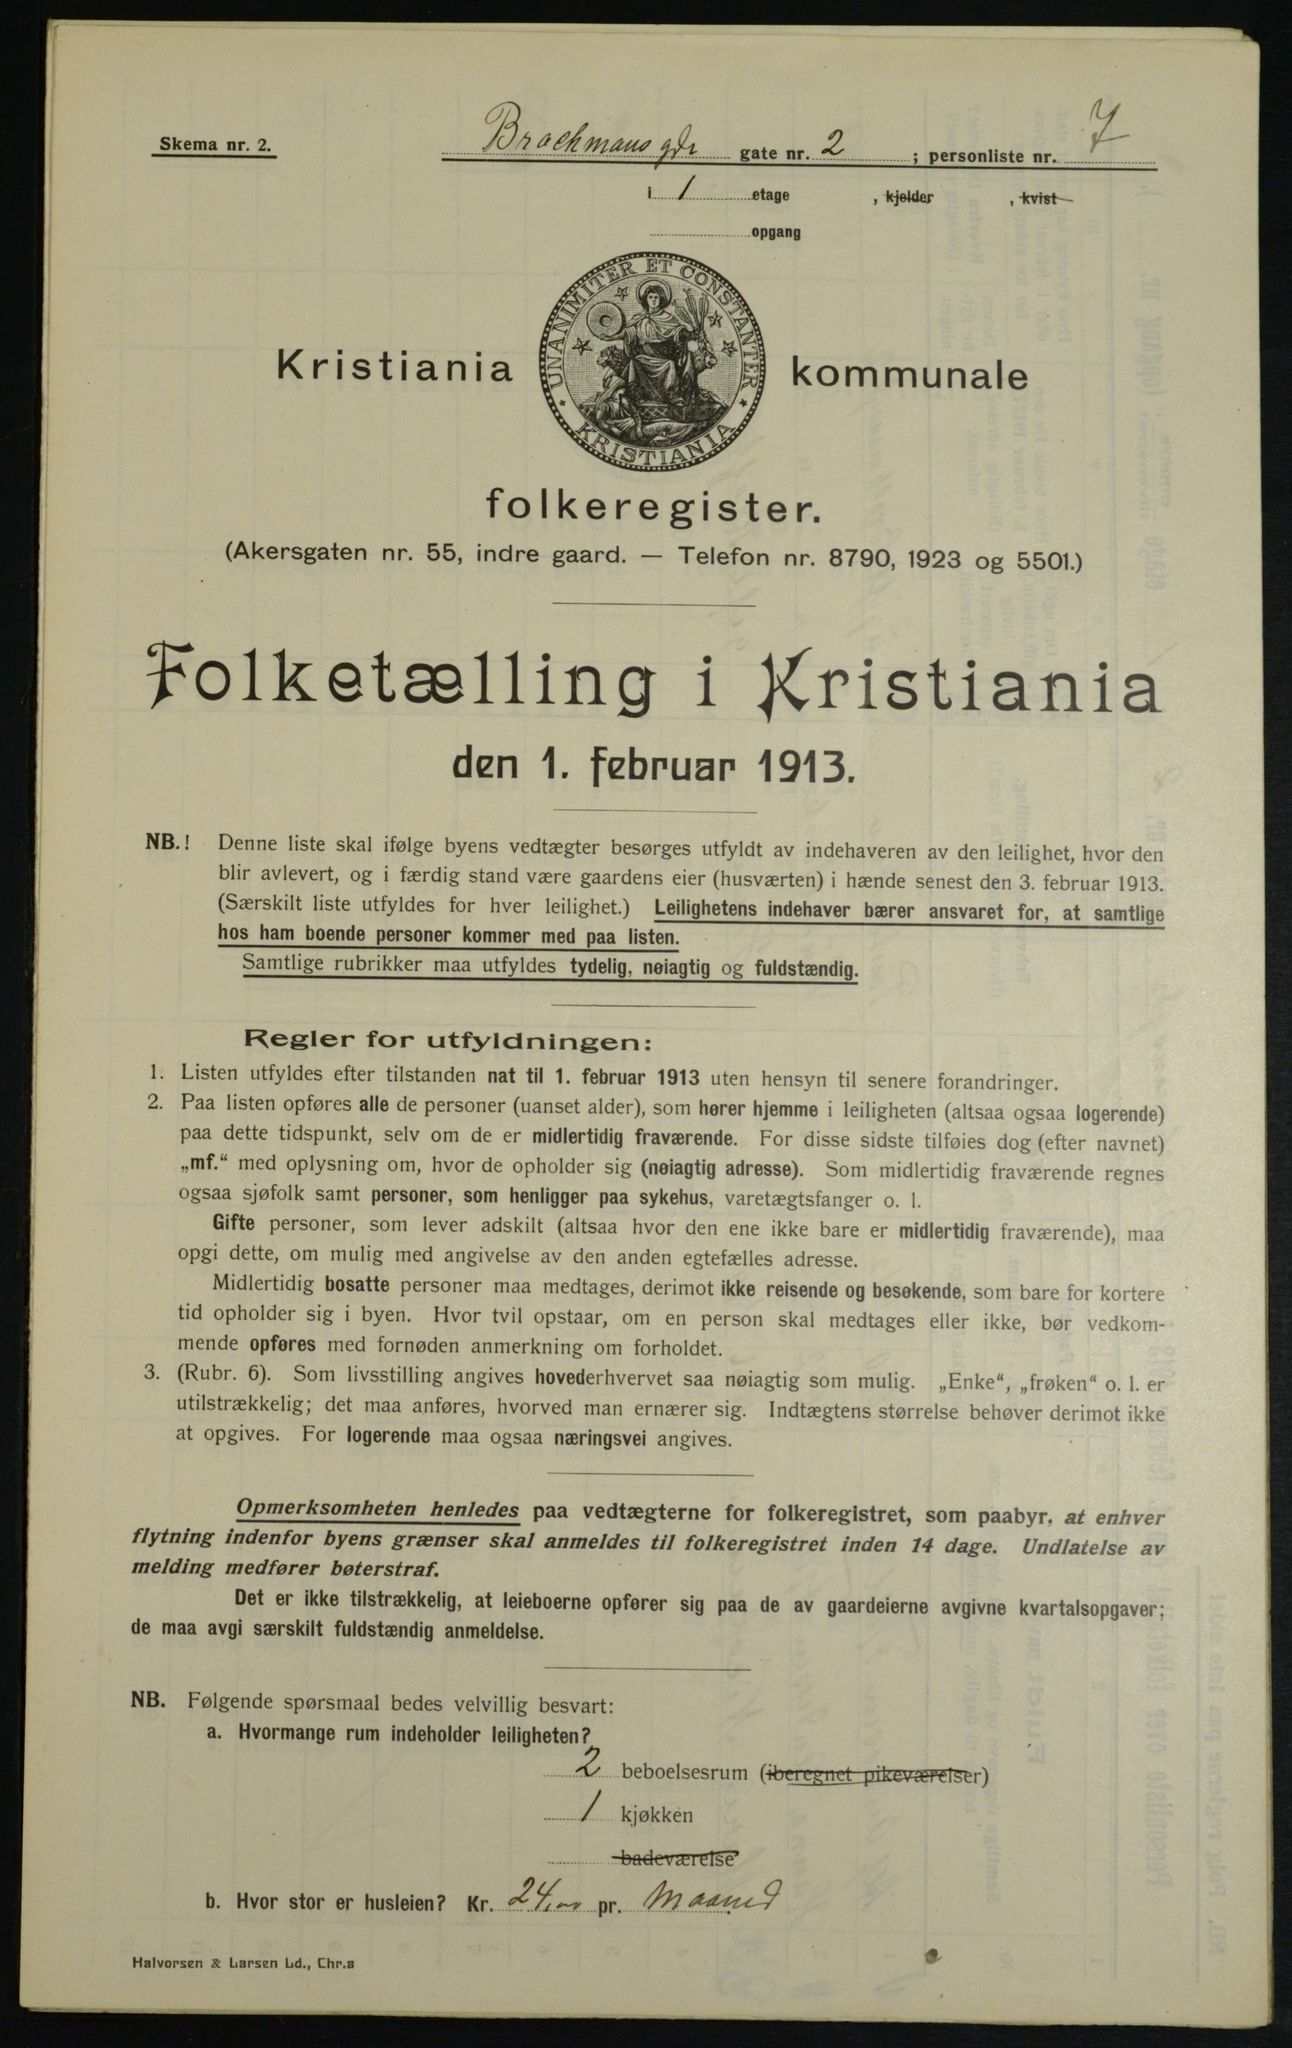 Skema nr. 2.
Brochmans gde gate nr. 2 ; personliste nr. 7
i 1 etage , kjelder , kvist
opgang
UNANIMITER ET CONSTANTER
KRISTIANIA
Kristiania kommunale
folkeregister.
(Akersgaten nr. 55, indre gaard. — Telefon nr. 8790, 1923 og 5501.)
Folketælling i Kristiania
den 1. februar 1913.
NB.! Denne liste skal ifølge byens vedtægter besørges utfyldt av indehaveren av den leilighet, hvor den
blir avlevert, og i færdig stand være gaardens eier (husværten) i hænde senest den 3. februar 1913.
(Særskilt liste utfyldes for hver leilighet.) Leilighetens indehaver bærer ansvaret for, at samtlige
hos ham boende personer kommer med paa listen.
Samtlige rubrikker maa utfyldes tydelig, nøiagtig og fuldstændig.
Regler for utfyldningen:
1. Listen utfyldes efter tilstanden nat til 1. februar 1913 uten hensyn til senere forandringer.
2. Paa listen opføres alle de personer (uanset alder), som hører hjemme i leiligheten (altsaa ogsaa logerende)
paa dette tidspunkt, selv om de er midlertidig fraværende. For disse sidste tilføies dog (efter navnet)
„mf.“ med oplysning om, hvor de opholder sig (nøiagtig adresse). Som midlertidig fraværende regnes
ogsaa sjøfolk samt personer, som henligger paa sykehus, varetægtsfanger o. l.
Gifte personer, som lever adskilt (altsaa hvor den ene ikke bare er midlertidig fraværende), maa
opgi dette, om mulig med angivelse av den anden egtefælles adresse.
Midlertidig bosatte personer maa medtages, derimot ikke reisende og besøkende, som bare for kortere
tid opholder sig i byen. Hvor tvil opstaar, om en person skal medtages eller ikke, bør vedkom-
mende opføres med fornøden anmerkning om forholdet.
3. (Rubr. 6). Som livsstilling angives hovederhvervet saa nøiagtig som mulig. „Enke“, „frøken“ o. l. er
utilstrækkelig; det maa anføres, hvorved man ernærer sig. Indtægtens størrelse behøver derimot ikke
at opgives. For logerende maa ogsaa næringsvei angives.
Opmerksomheten henledes paa vedtægterne for folkeregistret, som paabyr, at enhver
flytning indenfor byens grænser skal anmeldes til folkeregistret inden 14 dage. Undlatelse av
melding medfører bøterstraf.
Det er ikke tilstrækkelig, at leieboerne opfører sig paa de av gaardeierne avgivne kvartalsopgaver;
de maa avgi særskilt fuldstændig anmeldelse.
NB. Følgende spørsmaal bedes velvillig besvart:
a. Hvormange rum indeholder leiligheten?
2 beboelsesrum (iberegnet pikeværelser)
1 kjøkken
badeværelse
b. Hvor stor er husleien? Kr. 24,00 pr. Maaned
Halvorsen & Larsen Ld., Chr.a